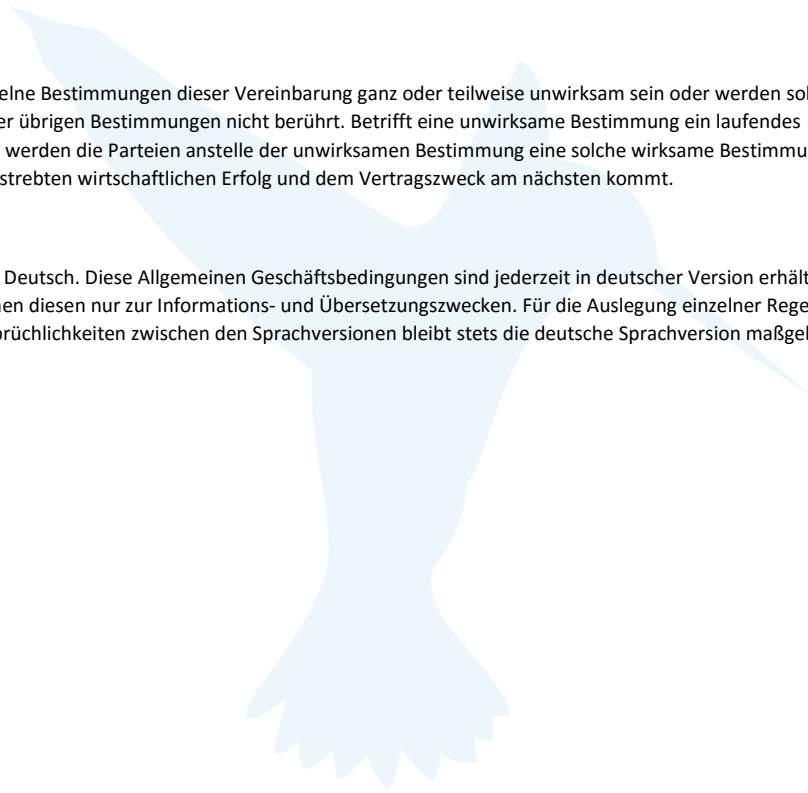 elne Bestimmungen dieser Vereinbarung ganz oder teilweise unwirksam sein oder werden sol
er übrigen Bestimmungen nicht berührt. Betrifft eine unwirksame Bestimmung ein laufendes
werden die Parteien anstelle der unwirksamen Bestimmung eine solche wirksame Bestimmu
strebten wirtschaftlichen Erfolg und dem Vertragszweck am nächsten kommt.
Deutsch. Diese Allgemeinen Geschäftsbedingungen sind jederzeit in deutscher Version erhält
en diesen nur zur Informations- und Übersetzungszwecken. Für die Auslegung einzelner Rege
rüchlichkeiten zwischen den Sprachversionen bleibt stets die deutsche Sprachversion maßge